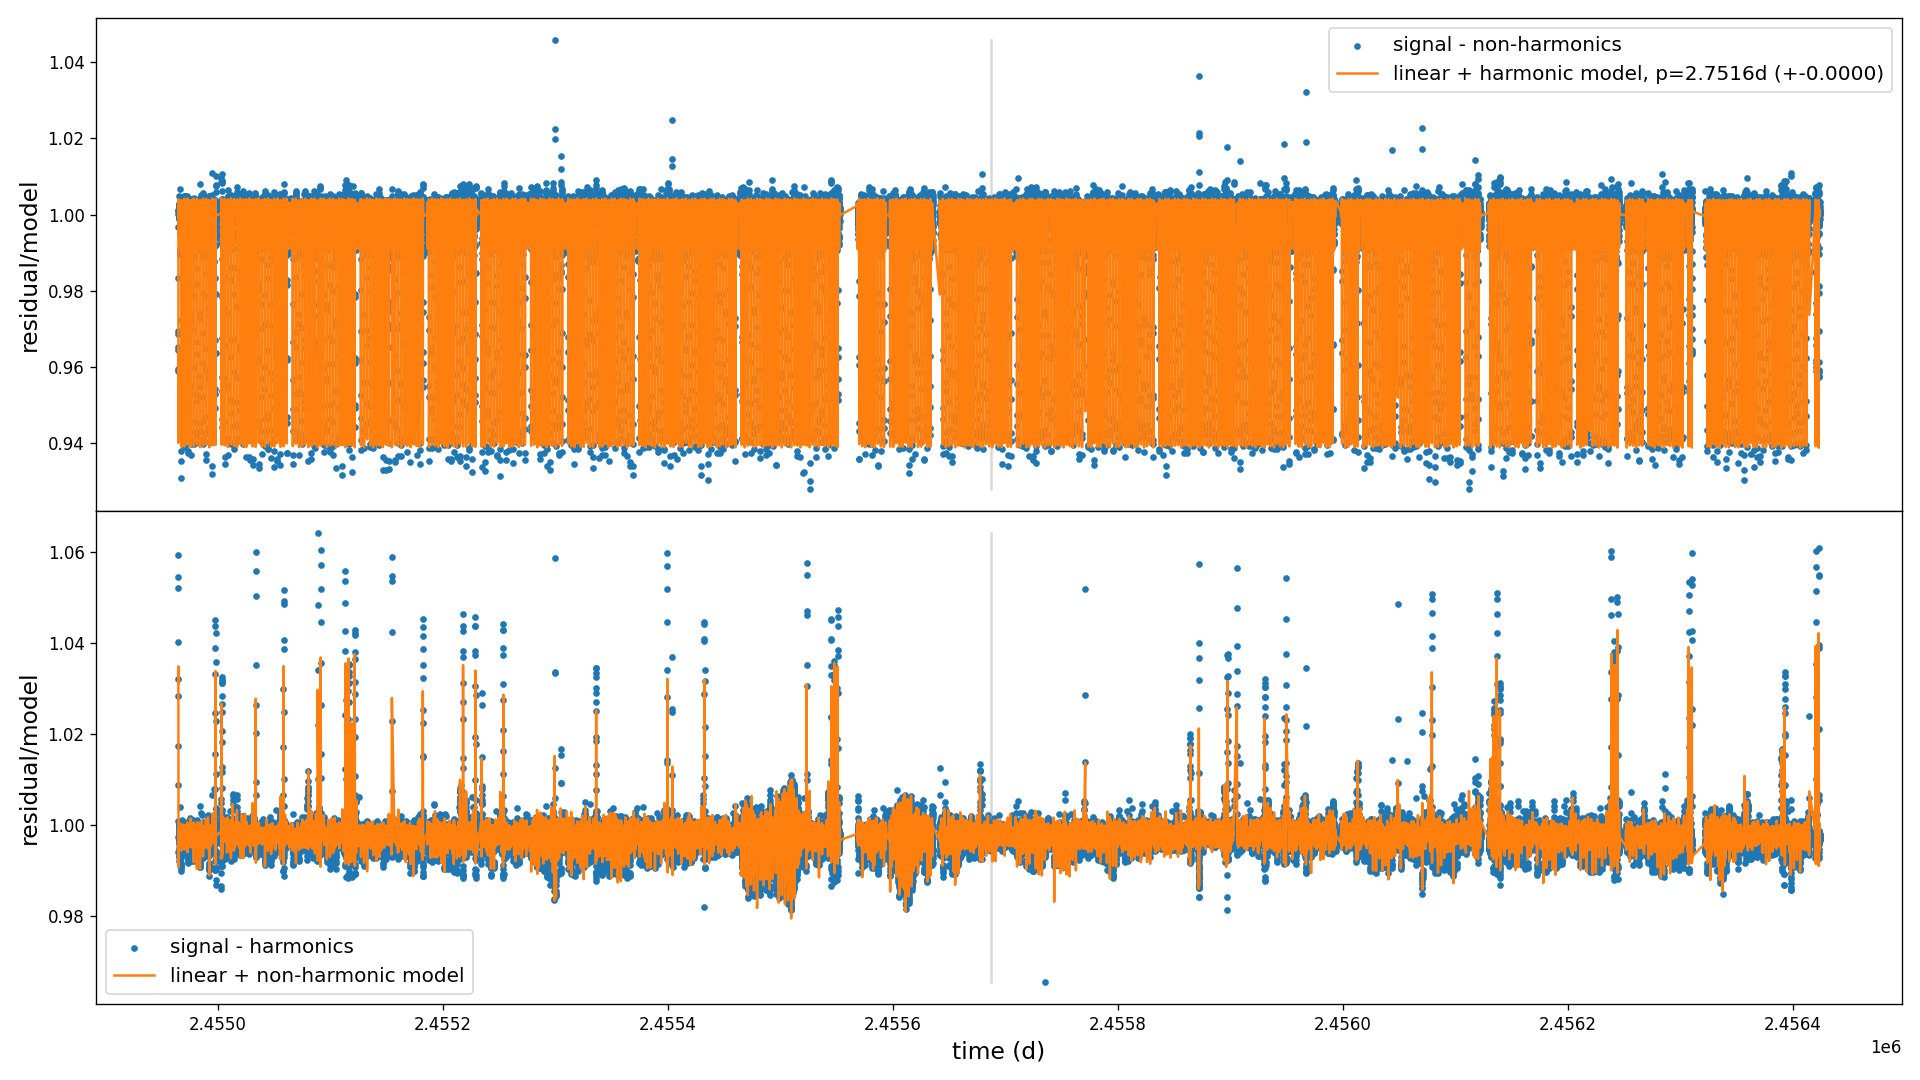 residual/model
1.04
1.02
1.00
0.98
0.96
0.94
signal - non-harmonics
linear + harmonic model, p=2.7516d (+-0.0000)
residual/model
1.06
1.04
1.02
1.00
0.98
signal - harmonics
linear + non-harmonic model
2.4550
2.4552
2.4554
2.4556
2.4558
2.4560
2.4562
2.4564
1e6
time (d)